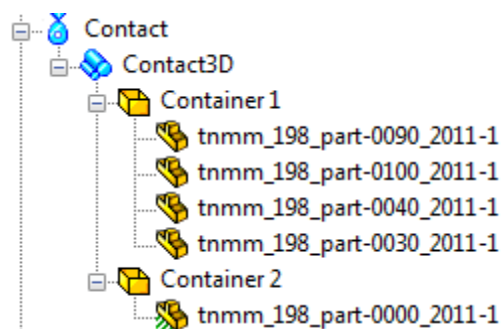 Contact
Contact3D
Container 1
tnmm_198_part-0090_2011-1
tnmm_198_part-0100_2011-1
tnmm_198_part-0040_2011-1
tnmm_198_part-0030_2011-1
Container 2
tnmm_198_part-0000_2011-1